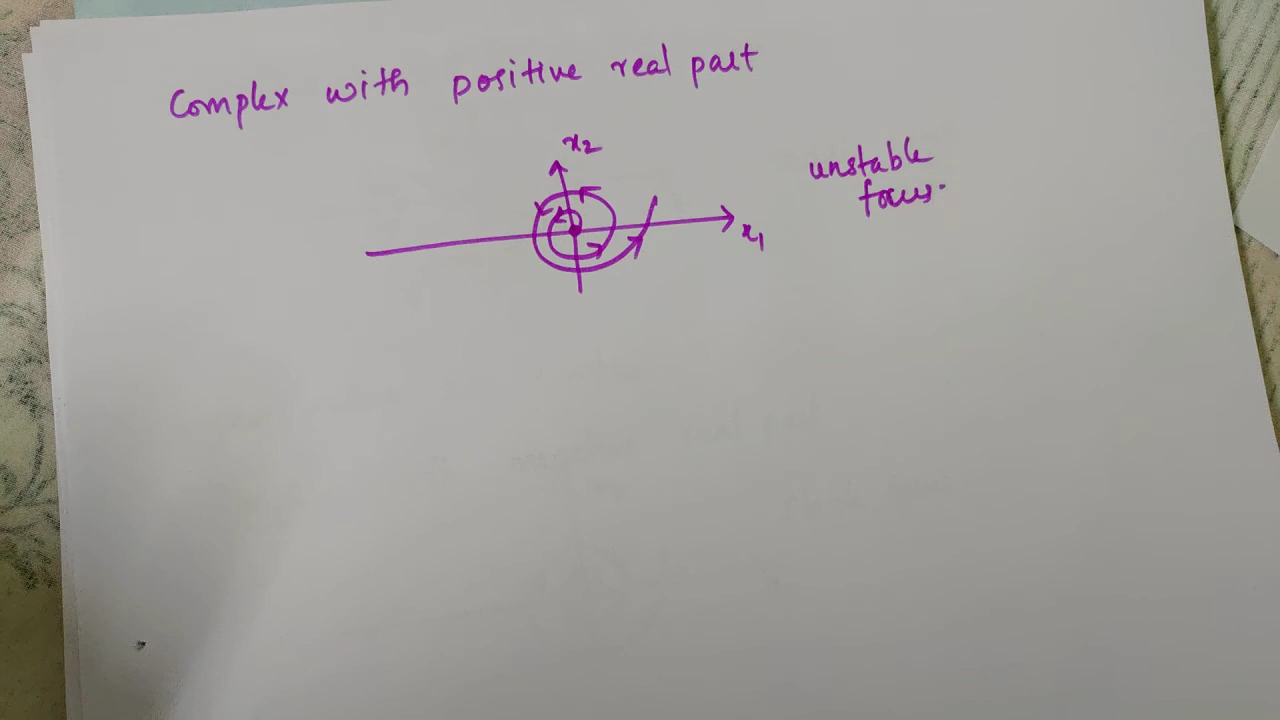 Complex with positive real part
x2
unstable
focus.
x1